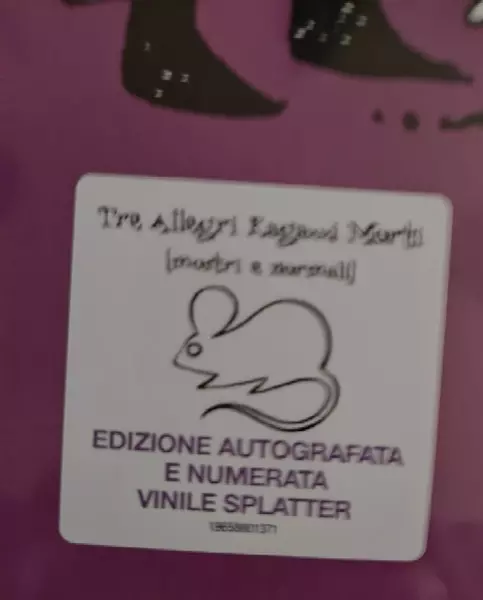 Tre Allegri Ragazzi Morti
[mostri e normali]
EDIZIONE AUTOGRAFATA
E NUMERATA
VINILE SPLATTER